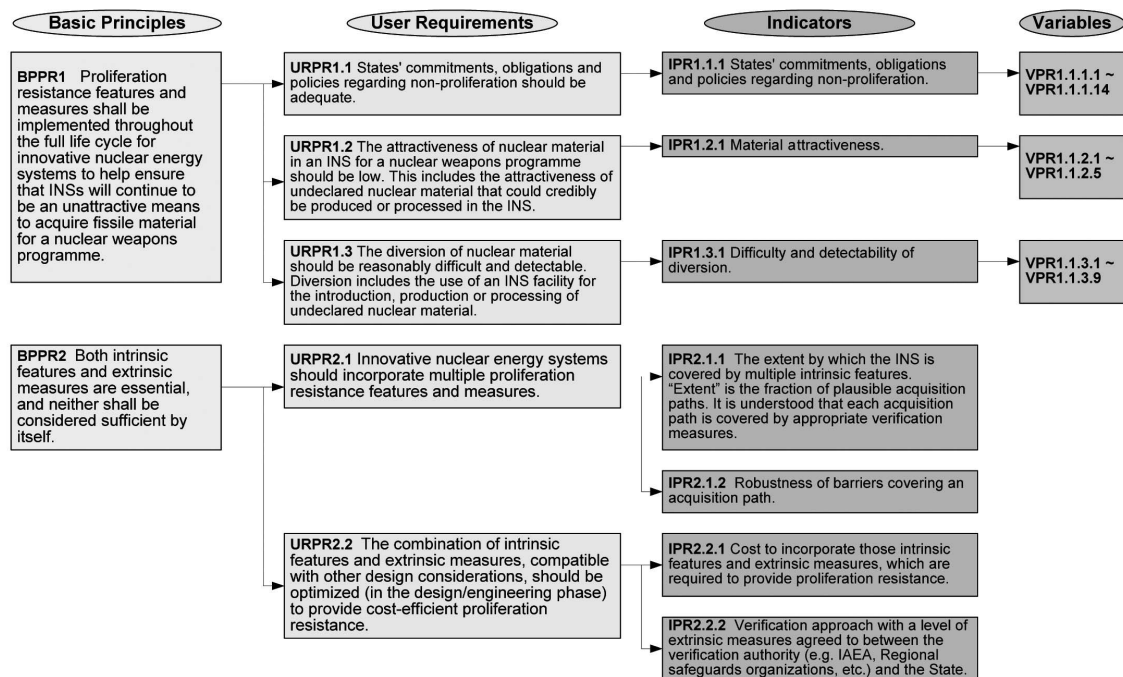 Basic Principles
User Requirements
Indicators
Variables
BPPR1 Proliferation
resistance features and
measures shall be
implemented throughout
the full life cycle for
innovative nuclear energy
systems to help ensure
that INSs will continue to
be an unattractive means
to acquire fissile material
for a nuclear weapons
programme.
URPR1.1 States' commitments, obligations and
policies regarding non-proliferation should be
adequate.
IPR1.1.1 States' commitments, obligations
and policies regarding non-proliferation.
VPR1.1.1.1 ~
VPR1.1.1.14
URPR1.2 The attractiveness of nuclear material
in an INS for a nuclear weapons programme
should be low. This includes the attractiveness of
undeclared nuclear material that could credibly
be produced or processed in the INS.
IPR1.2.1 Material attractiveness.
VPR1.1.2.1 ~
VPR1.1.2.5
URPR1.3 The diversion of nuclear material
should be reasonably difficult and detectable.
Diversion includes the use of an INS facility for
the introduction, production or processing of
undeclared nuclear material.
IPR1.3.1 Difficulty and detectability of
diversion.
VPR1.1.3.1 ~
VPR1.1.3.9
BPPR2 Both intrinsic
features and extrinsic
measures are essential,
and neither shall be
considered sufficient by
itself.
URPR2.1 Innovative nuclear energy systems
should incorporate multiple proliferation
resistance features and measures.
IPR2.1.1 The extent by which the INS is
covered by multiple intrinsic features.
“Extent” is the fraction of plausible acquisition
paths. It is understood that each acquisition
path is covered by appropriate verification
measures.
IPR2.1.2 Robustness of barriers covering an
acquisition path.
URPR2.2 The combination of intrinsic
features and extrinsic measures, compatible
with other design considerations, should be
optimized (in the design/engineering phase)
to provide cost-efficient proliferation
resistance.
IPR2.2.1 Cost to incorporate those intrinsic
features and extrinsic measures, which are
required to provide proliferation resistance.
IPR2.2.2 Verification approach with a level of
extrinsic measures agreed to between the
verification authority (e.g. IAEA, Regional
safeguards organizations, etc.) and the State.